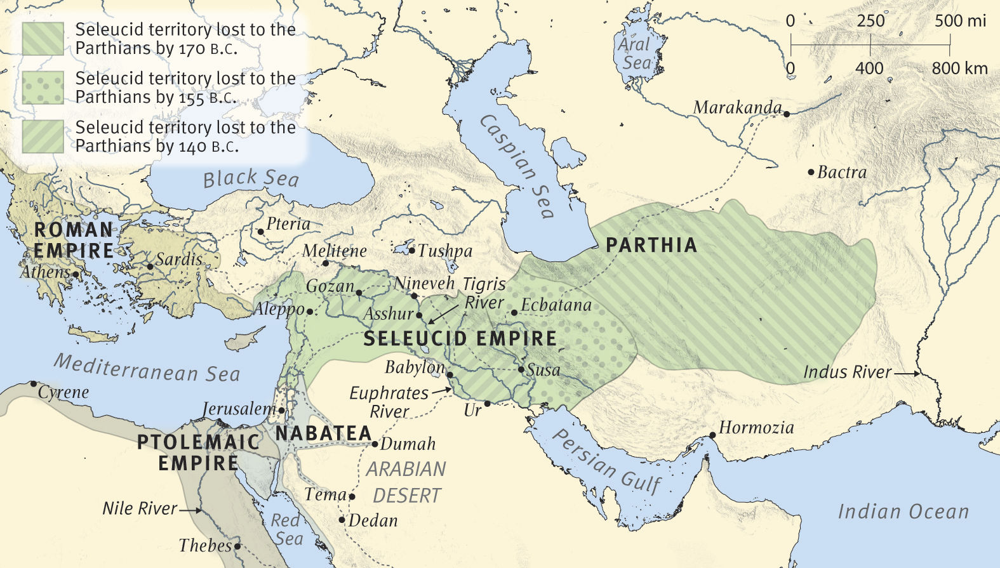 Seleucid territory lost to the
Parthians by 170 B.C.
Seleucid territory lost to the
Parthians by 155 B.C.
Seleucid territory lost to the
Parthians by 140 B.C.
0 250 500 mi
0 400 800 km
Aral
Sea
Marakanda
Caspian Sea
Bactra
Black Sea
ROMAN
EMPIRE
Pteria
PARTHIA
Melitene
Tushpa
Sardis
Athens
Gozan
Nineveh
Tigris
River
Aleppo
Asshur
Ecbatana
SELEUCID EMPIRE
Mediterranean Sea
Babylon
Susa
Indus River
Cyrene
Euphrates
River
Jerusalem
Ur
NABATEA
Hormozia
PTOLEMAIC
EMPIRE
Dumah
Persian Gulf
ARABIAN
DESERT
Tema
Nile River
Red
Sea
Dedan
Indian Ocean
Thebes